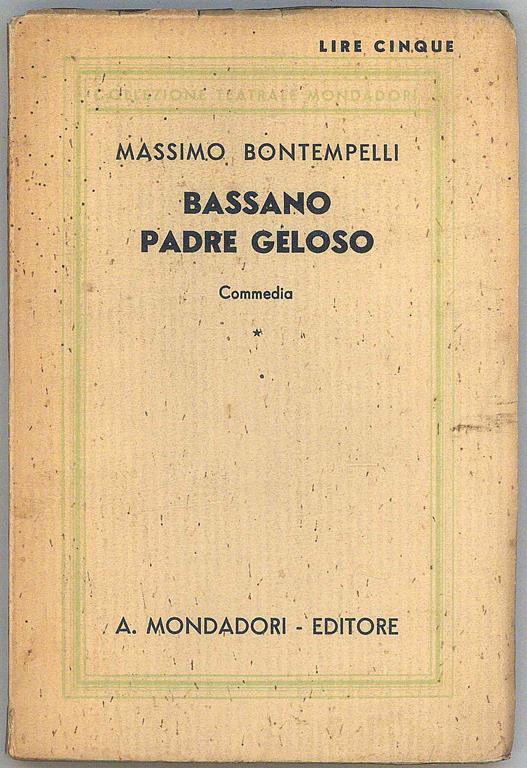 LIRE CINQUE
COLLEZIONE TEATRALE MONDADORI
MASSIMO BONTEMPELLI
BASSANO
PADRE GELOSO
Commedia
*
A. MONDADORI - EDITORE